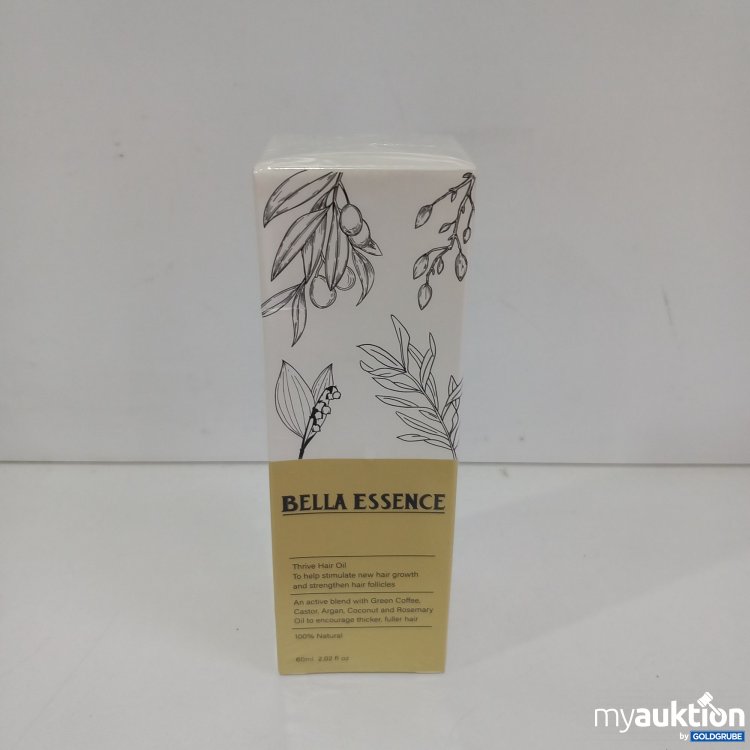 BELLA ESSENCE
Thrive Hair Oil
To help stimulate new hair growth
and strengthen hair follicles
An active blend with Green Coffee,
Castor, Argan, Coconut and Rosemary
Oil to encourage thicker, fuller hair
100% Natural
60ml 2.02 fl oz
myauktion
by GOLDGRUBE